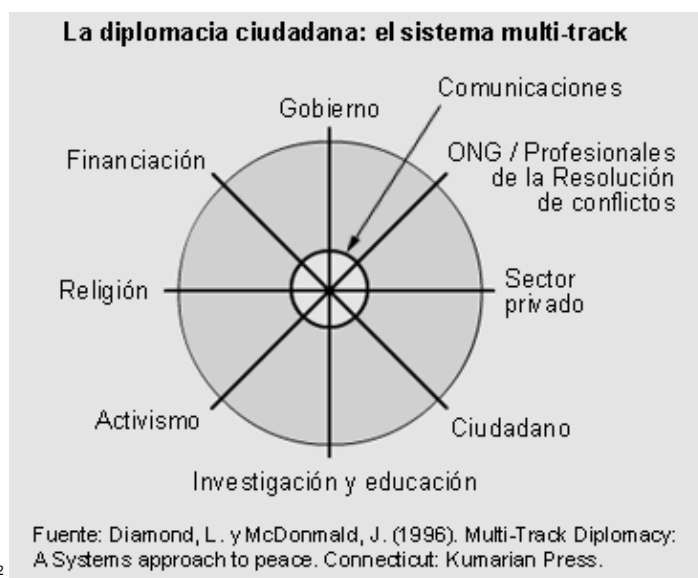 La diplomacia ciudadana: el sistema multi-track
Comunicaciones
Gobierno
Financiación
ONG / Profesionales
de la Resolución
de conflictos
Religión
Sector
privado
Activismo
Ciudadano
Investigación y educación
Fuente: Diamond, L. y McDonmald, J. (1996). Multi-Track Diplomacy:
A Systems approach to peace. Connecticut: Kumarian Press.
2